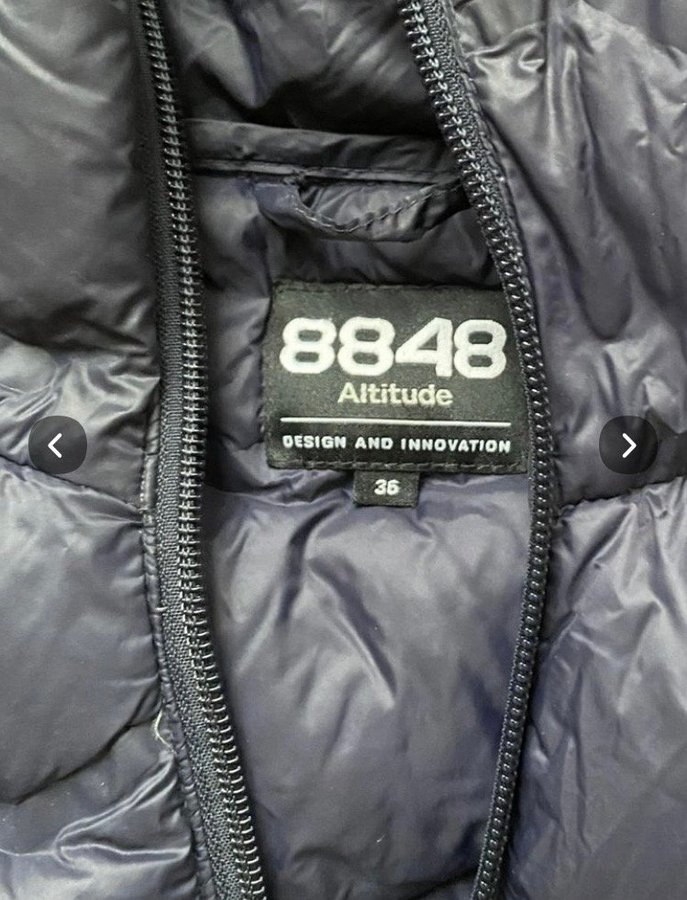 8848
Altitude
DESIGN AND INNOVATION
36